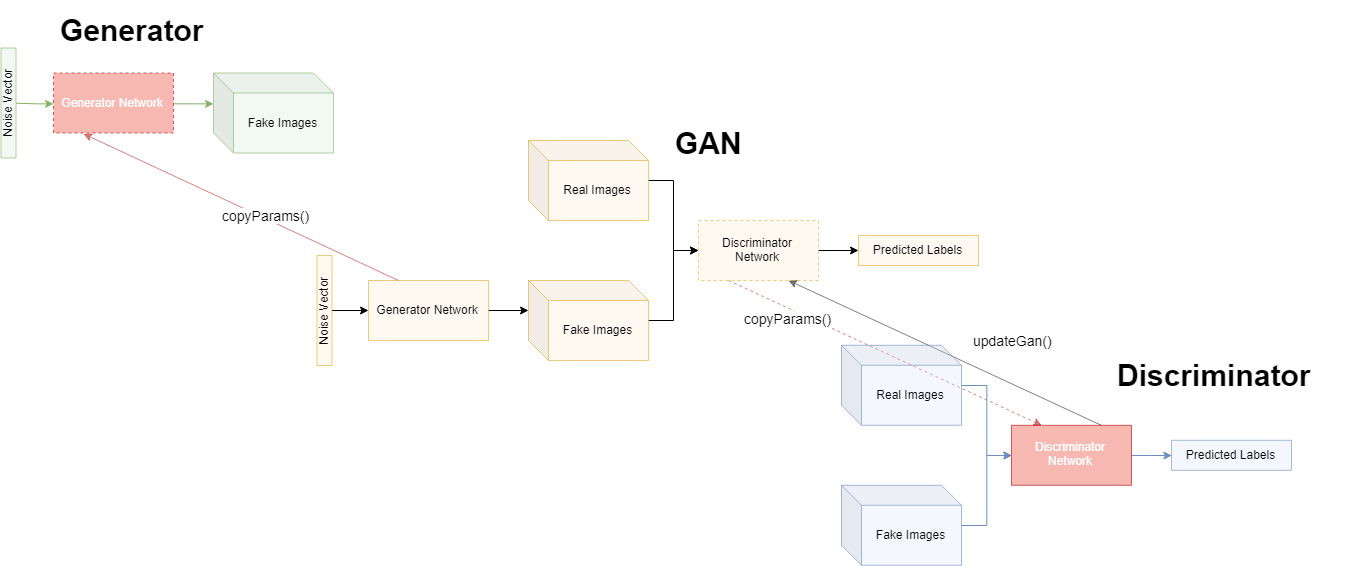 Generator
Noise Vector
Generator Network
Fake Images
copyParams()
GAN
Real Images
Noise Vector
Generator Network
Fake Images
Discriminator
Network
Predicted Labels
copyParams()
updateGan()
Discriminator
Real Images
Discriminator
Network
Predicted Labels
Fake Images